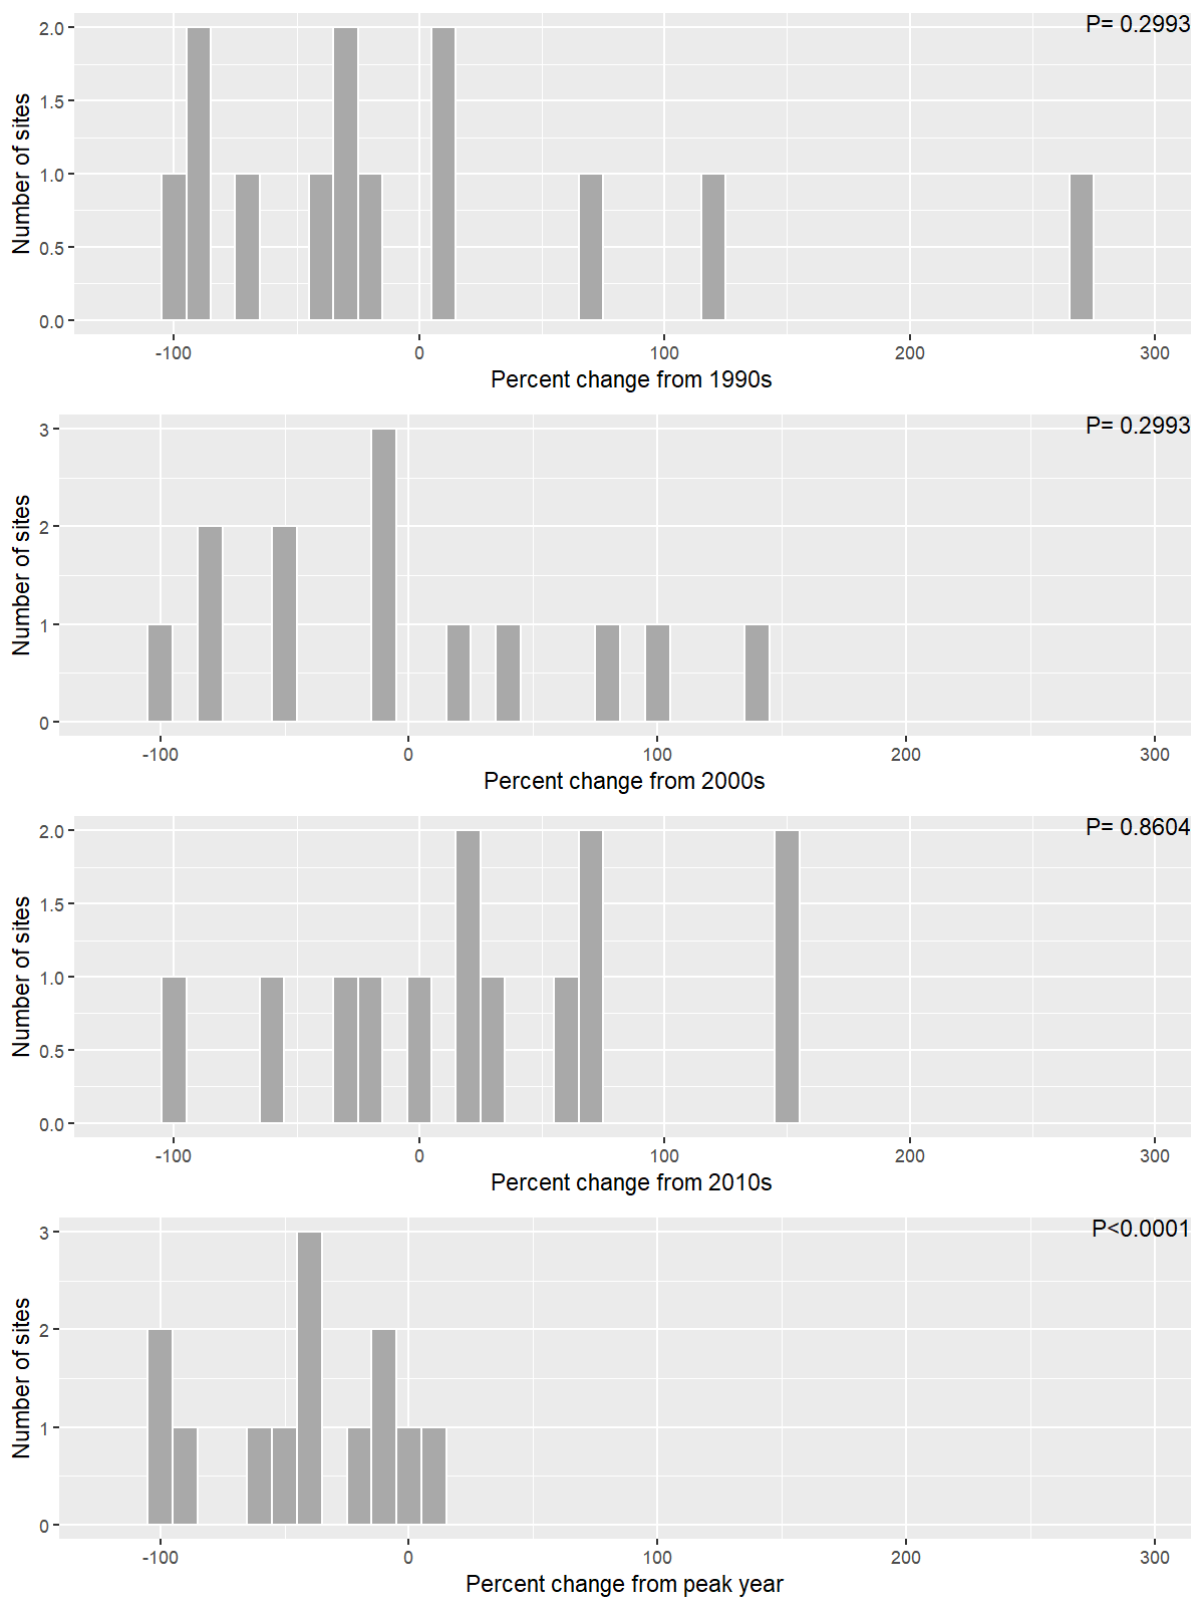 P= 0.2993
2.0
1.5
1.0
0.5
0.0
Number of sites
-100 0 100 200 300
Percent change from 1990s
P= 0.2993
3
2
1
0
Number of sites
-100 0 100 200 300
Percent change from 2000s
P= 0.8604
2.0
1.5
1.0
0.5
0.0
Number of sites
-100 0 100 200 300
Percent change from 2010s
P<0.0001
3
2
1
0
Number of sites
-100 0 100 200 300
Percent change from peak year